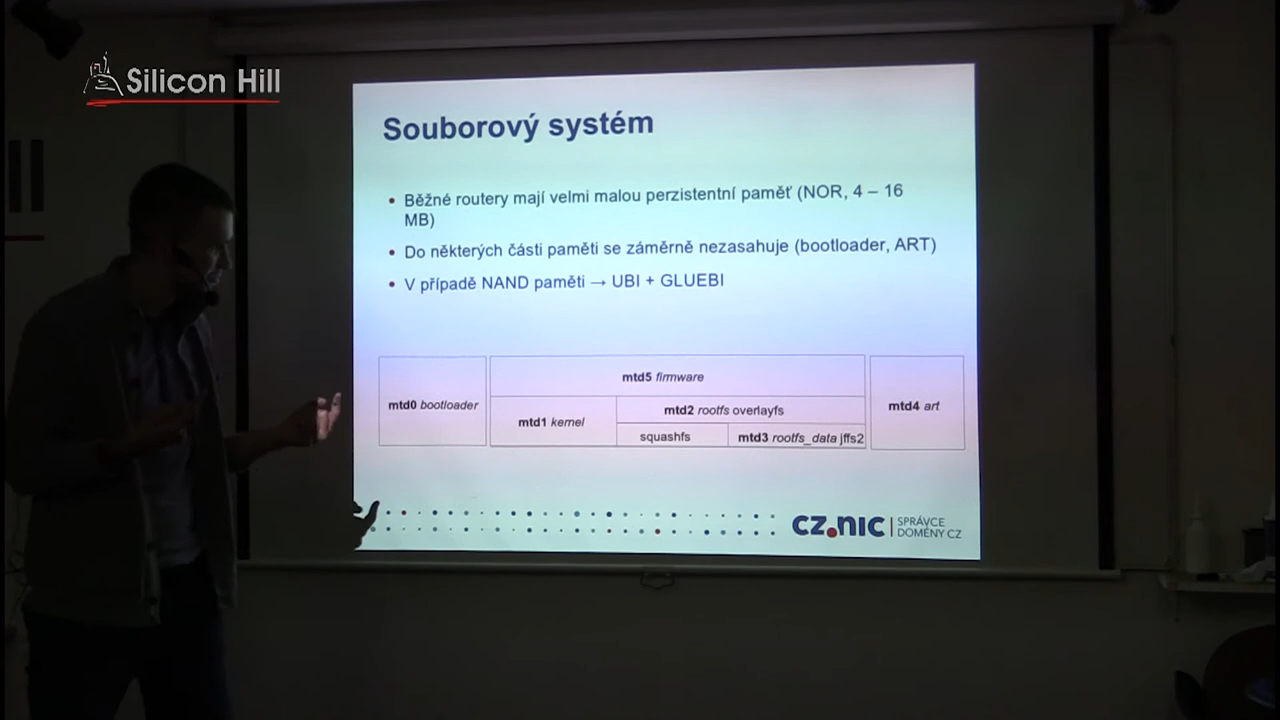 Silicon Hill
Souborový systém
• Běžné routery mají velmi malou perzistentní paměť (NOR, 4 – 16
MB)
• Do některých části paměti se záměrně nezasahuje (bootloader, ART)
• V případě NAND paměti → UBI + GLUEBI
mtd0 bootloader
mtd5 firmware
mtd1 kernel
mtd2 rootfs overlayfs
squashfs
mtd3 rootfs_data jffs2
mtd4 art
CZ.NIC
SPRÁVCE
DOMÉNY CZ